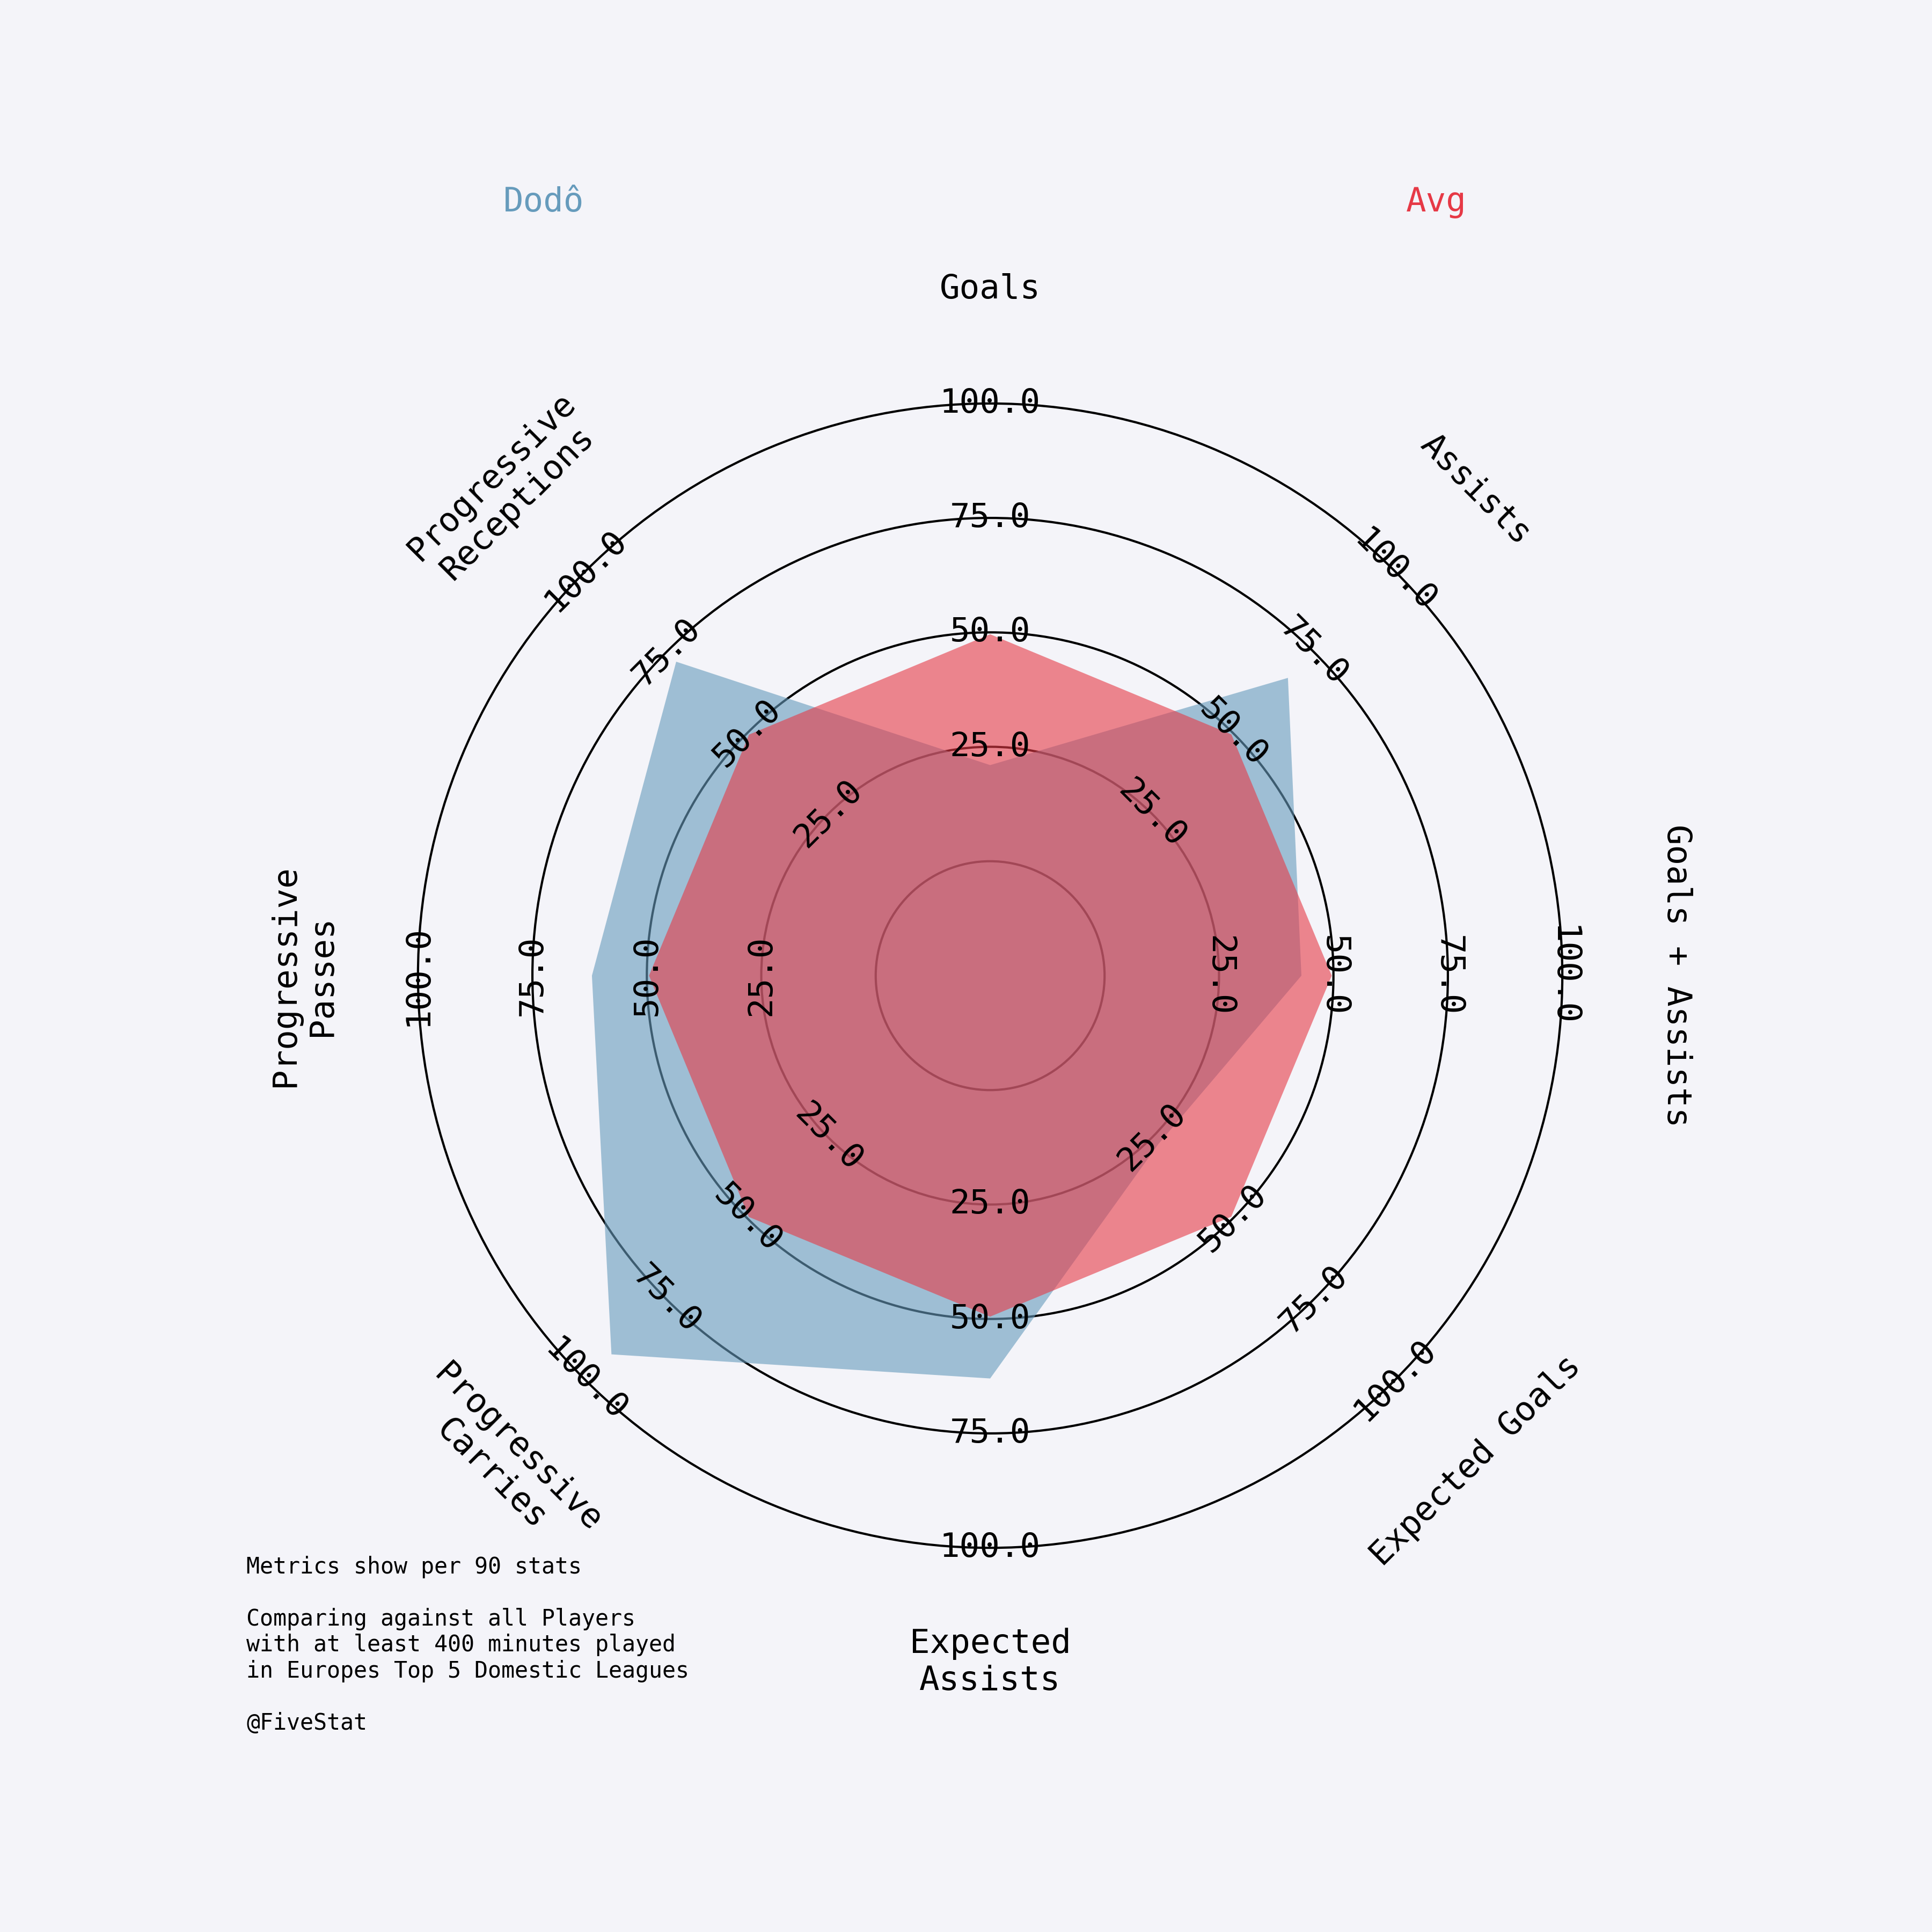 Dodô
Avg
Goals
Assists
Goals + Assists
Expected Goals
Expected
Assists
Progressive
Carries
Progressive
Passes
Progressive
Receptions
100.0
75.0
50.0
25.0
100.0
75.0
50.0
25.0
100.0
75.0
50.0
25.0
100.0
75.0
50.0
25.0
25.0
50.0
75.0
100.0
25.0
50.0
75.0
100.0
100.0
75.0
50.0
25.0
100.0
75.0
50.0
25.0
Metrics show per 90 stats
Comparing against all Players
with at least 400 minutes played
in Europes Top 5 Domestic Leagues
@FiveStat